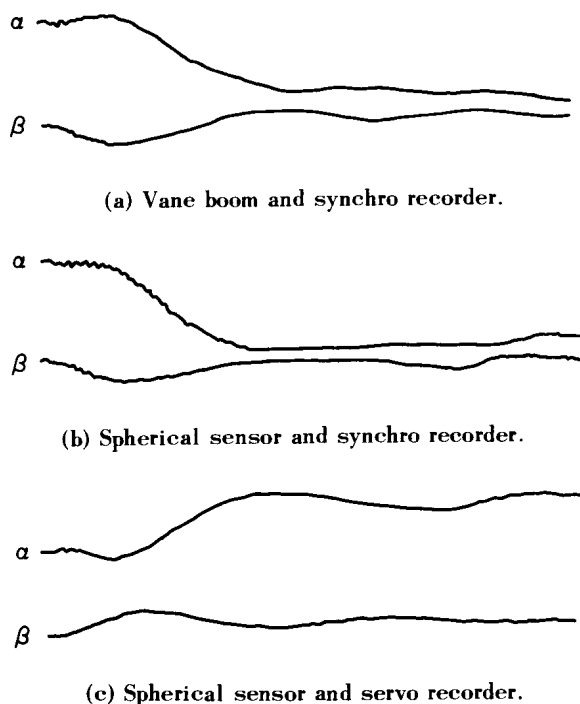 α
β
(a) Vane boom and synchro recorder.
α
β
(b) Spherical sensor and synchro recorder.
α
β
(c) Spherical sensor and servo recorder.